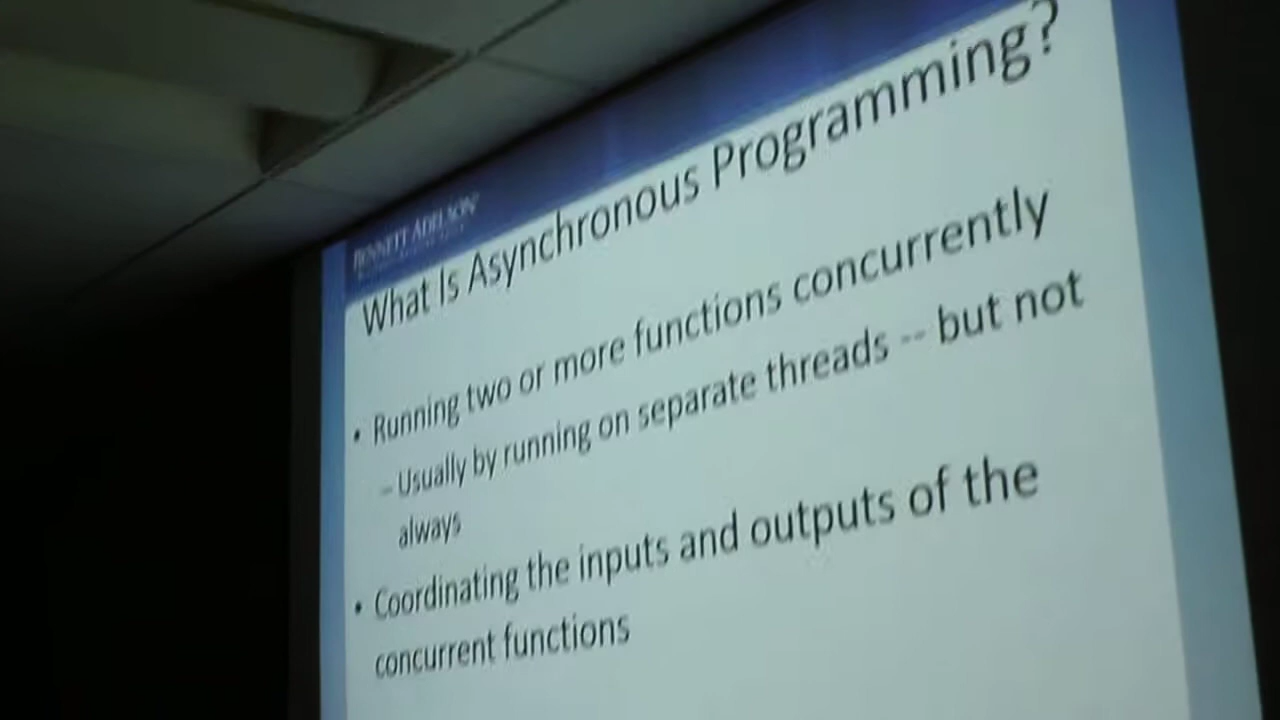 BENNETT ADELSON
What Is Asynchronous Programming?
• Running two or more functions concurrently
– Usually by running on separate threads -- but not
always
• Coordinating the inputs and outputs of the
concurrent functions